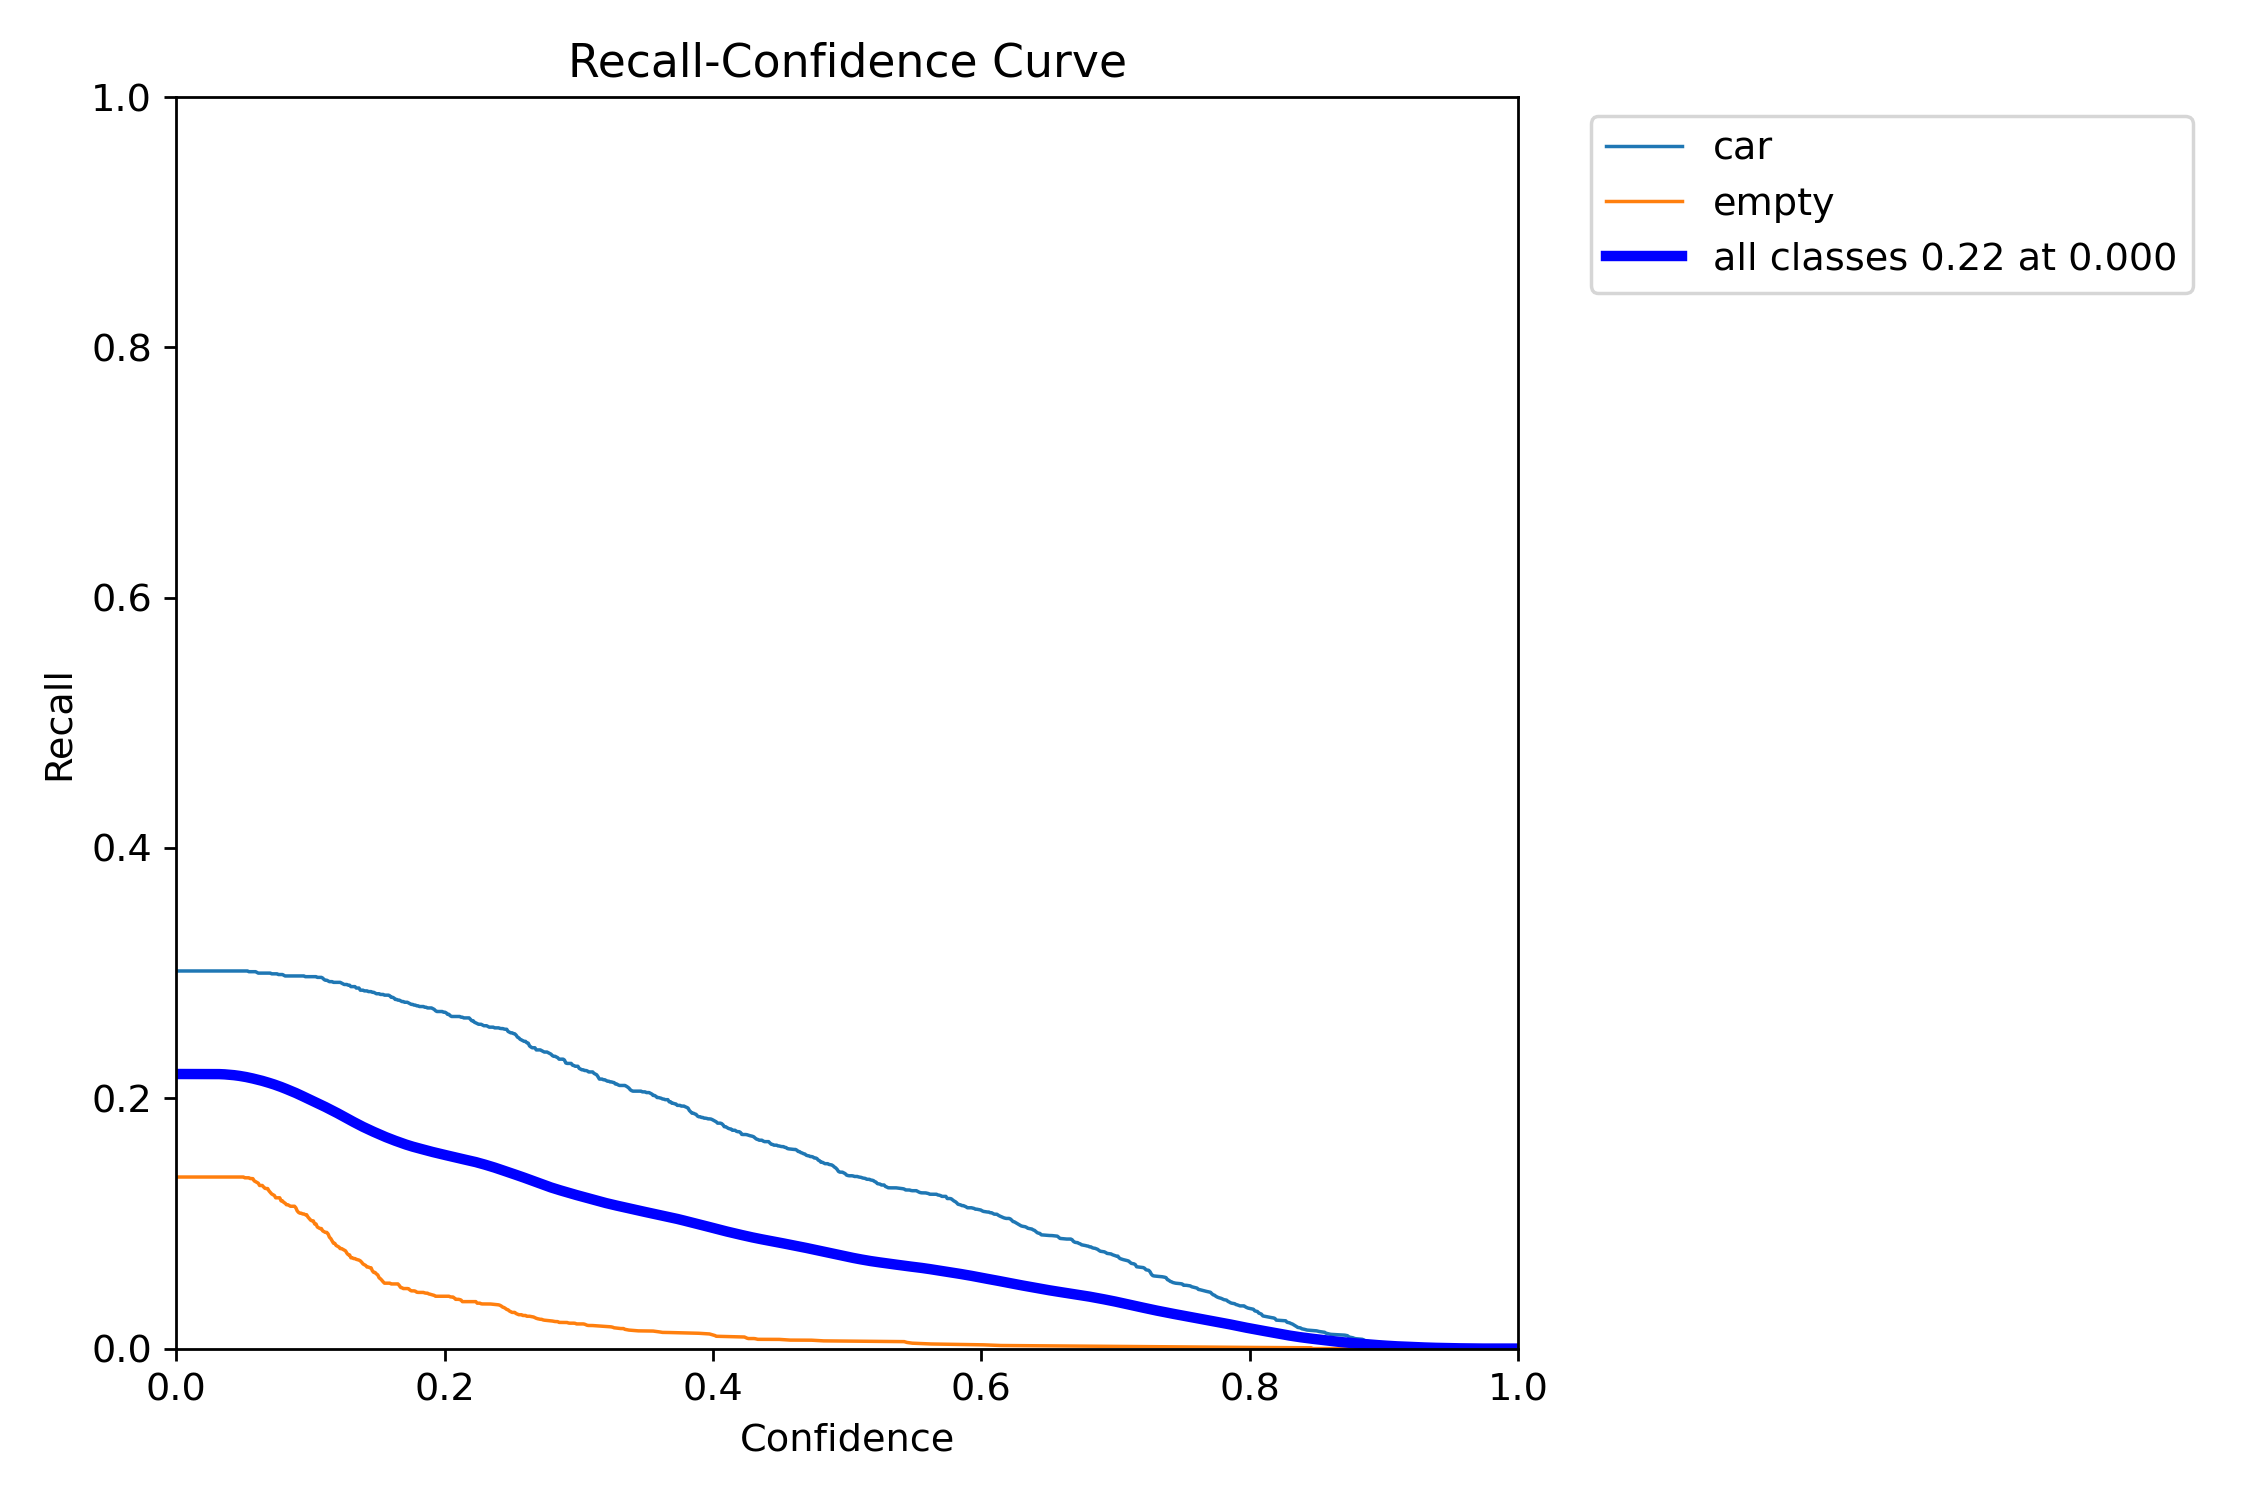 Recall-Confidence Curve
1.0
0.8
0.6
0.4
0.2
0.0
Recall
0.0 0.2 0.4 0.6 0.8 1.0
Confidence
car
empty
all classes 0.22 at 0.000